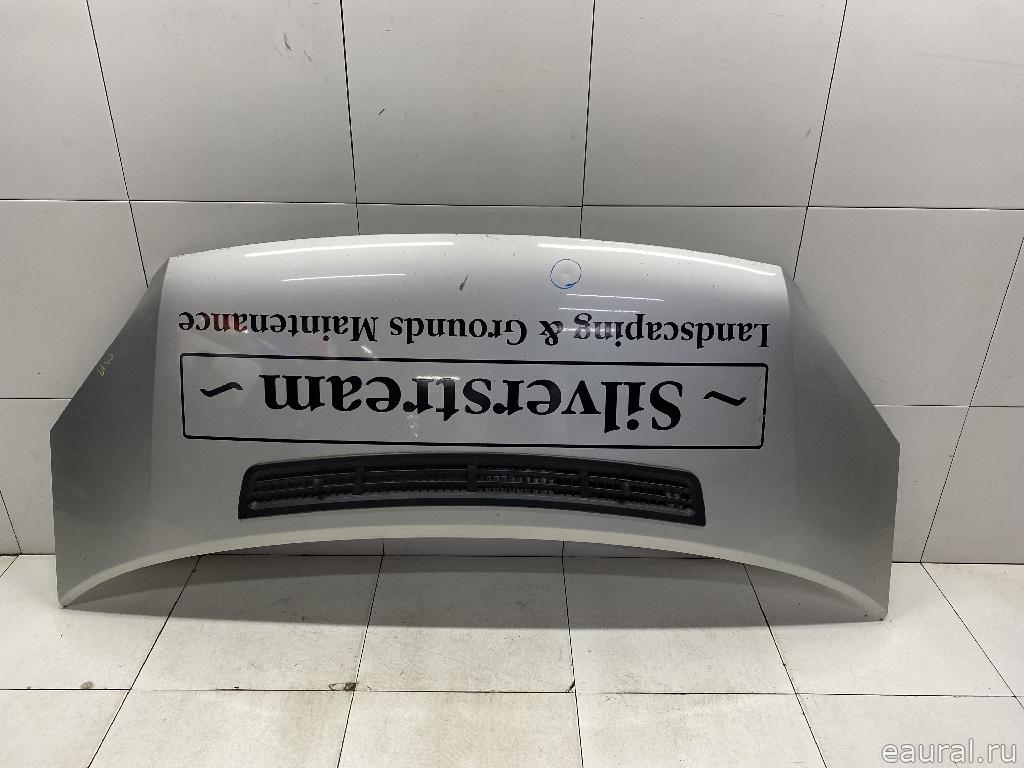 ~ Silverstream ~
Landscaping & Grounds Maintenance
eaural.ru